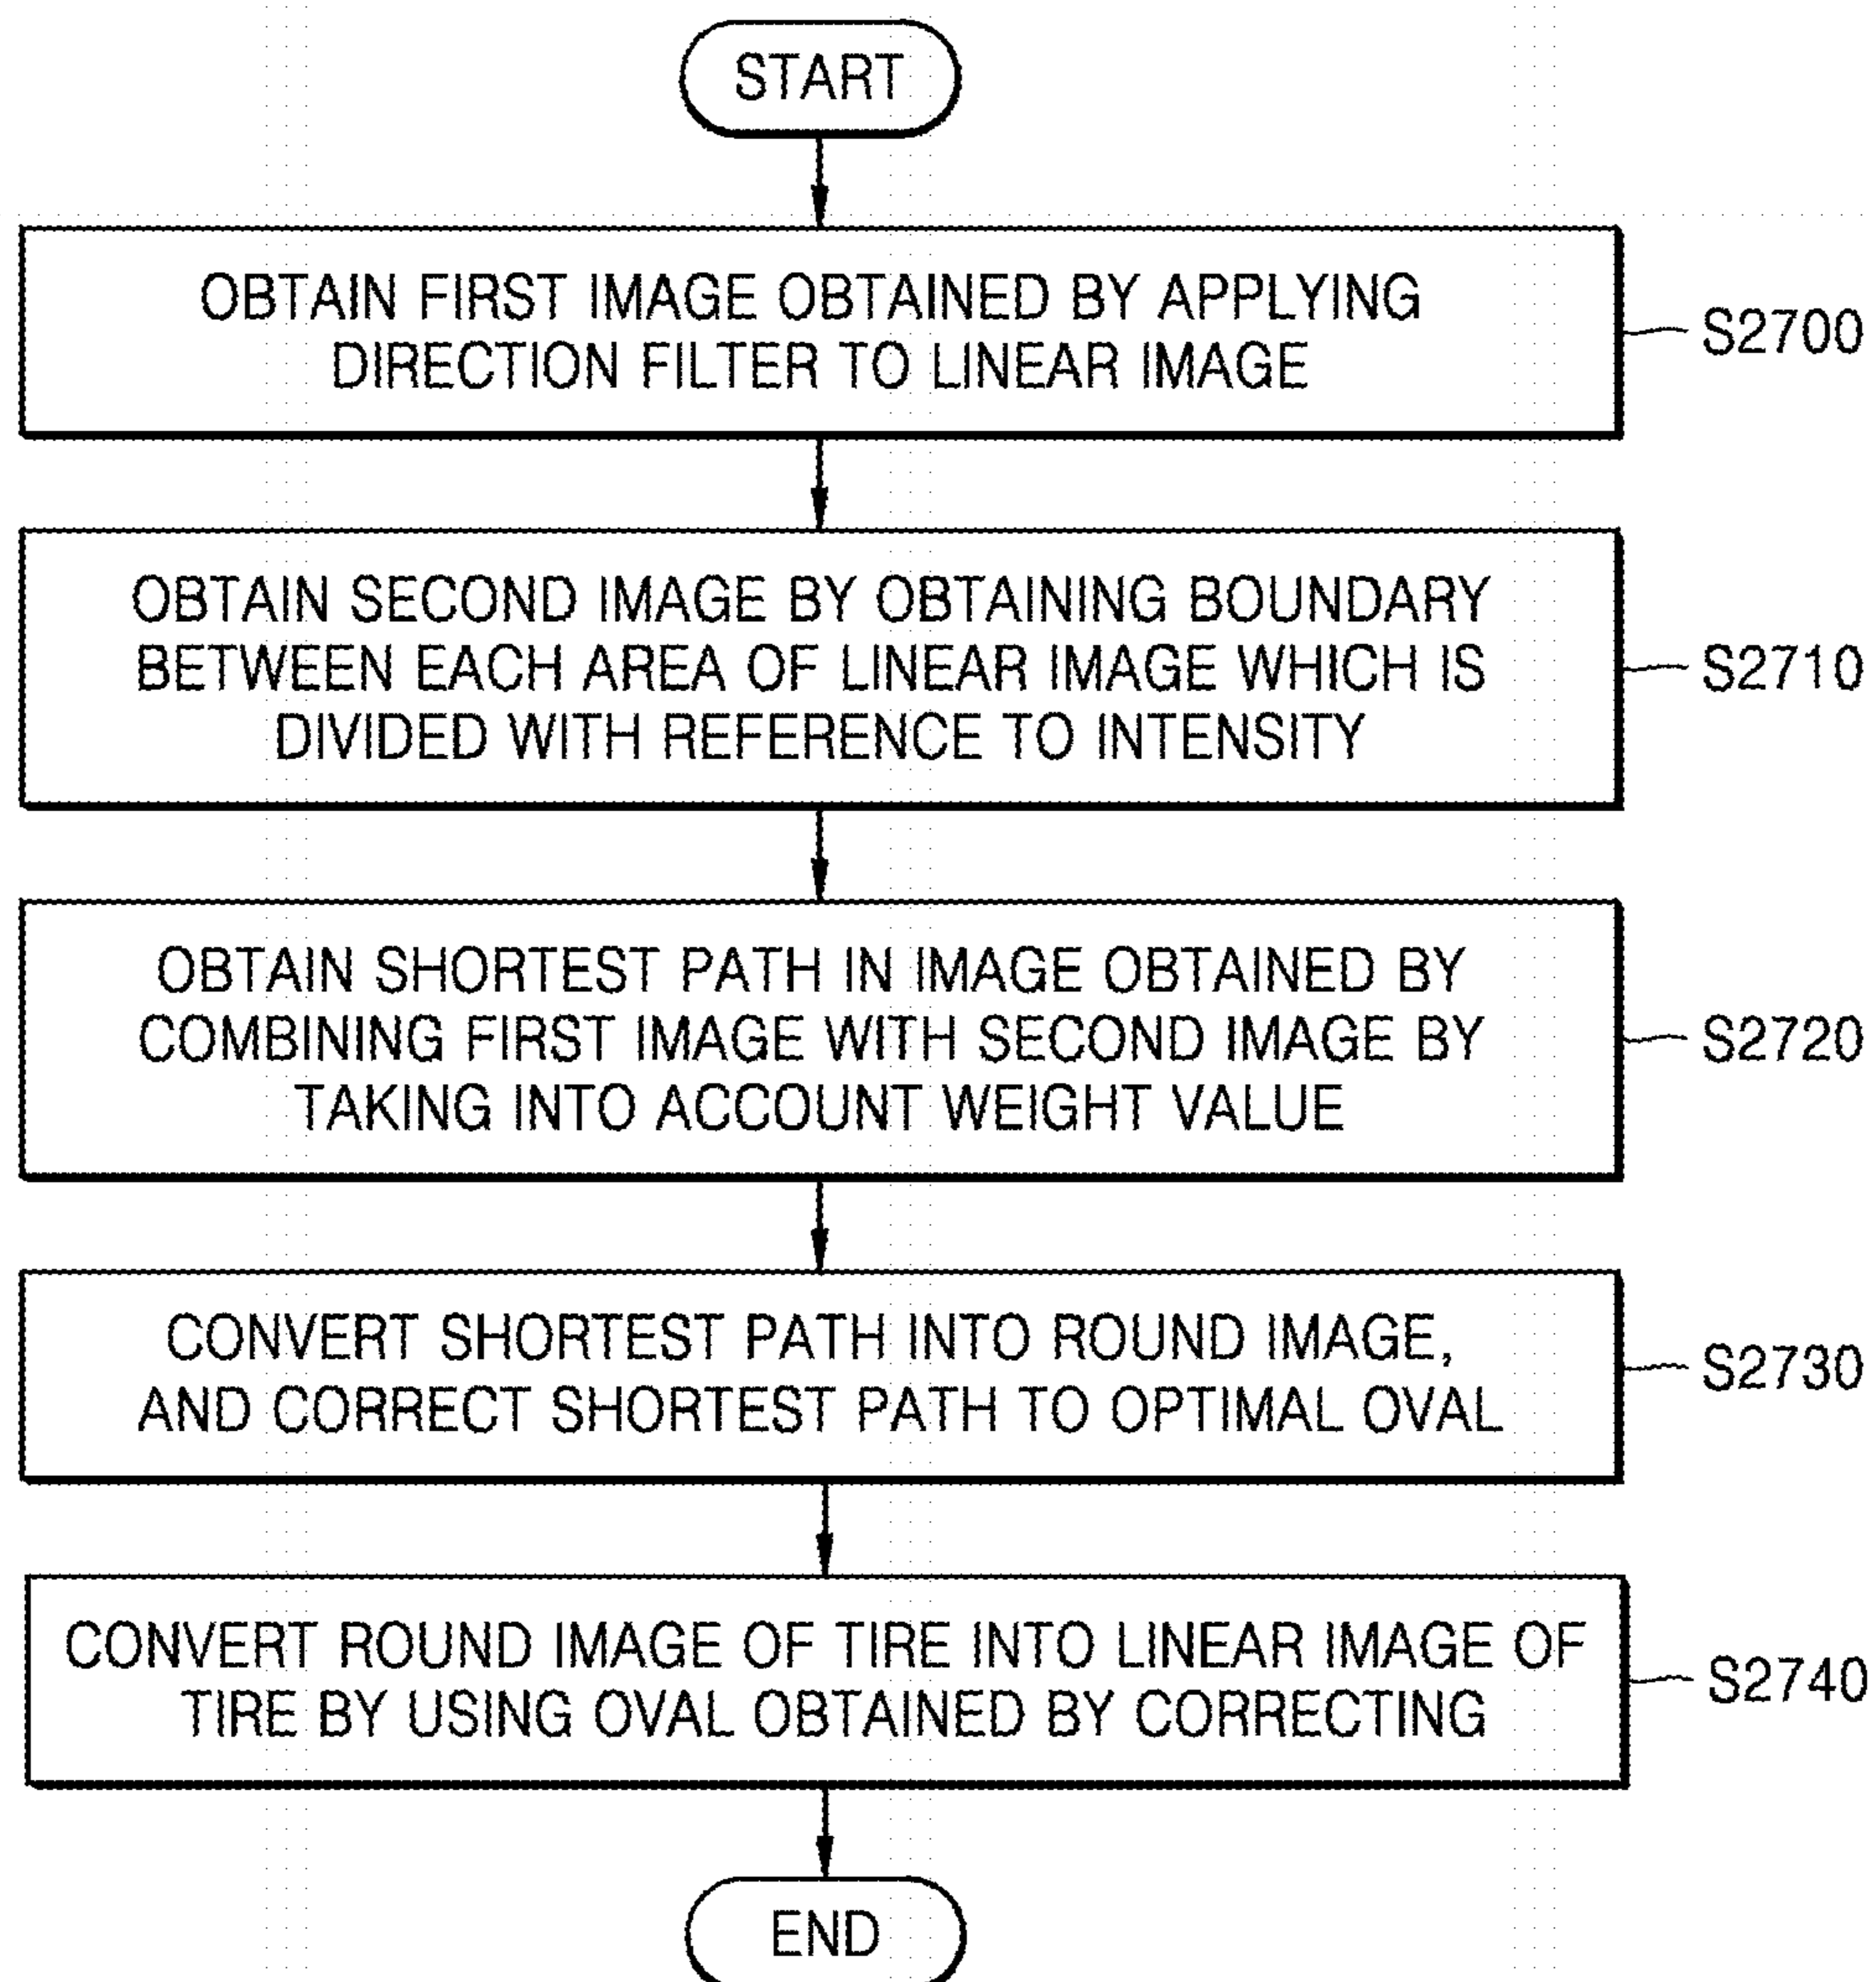 START
OBTAIN FIRST IMAGE OBTAINED BY APPLYING
DIRECTION FILTER TO LINEAR IMAGE
S2700
OBTAIN SECOND IMAGE BY OBTAINING BOUNDARY
BETWEEN EACH AREA OF LINEAR IMAGE WHICH IS
DIVIDED WITH REFERENCE TO INTENSITY
S2710
OBTAIN SHORTEST PATH IN IMAGE OBTAINED BY
COMBINING FIRST IMAGE WITH SECOND IMAGE BY
TAKING INTO ACCOUNT WEIGHT VALUE
S2720
CONVERT SHORTEST PATH INTO ROUND IMAGE,
AND CORRECT SHORTEST PATH TO OPTIMAL OVAL
S2730
CONVERT ROUND IMAGE OF TIRE INTO LINEAR IMAGE OF
TIRE BY USING OVAL OBTAINED BY CORRECTING
S2740
END